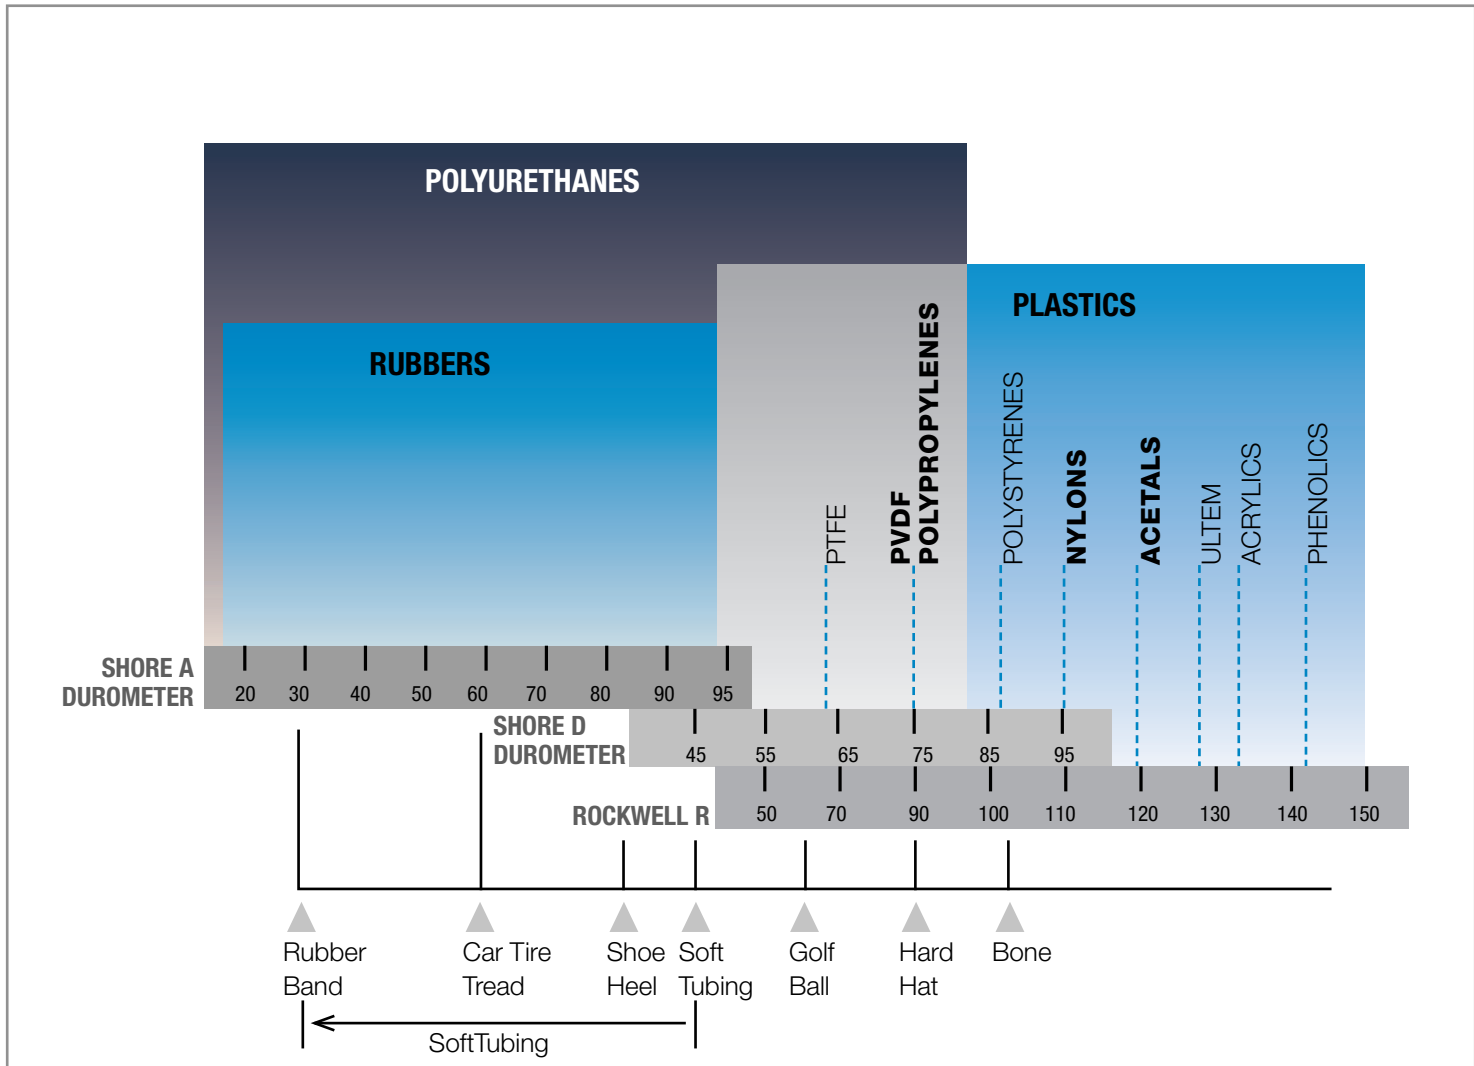 POLYURETHANES
PLASTICS
RUBBERS
PTFE
PVDF
POLYPROPYLENES
POLYSTYRENES
NYLONS
ACETALS
ULTEM
ACRYLICS
PHENOLICS
SHORE A
DUROMETER
20 30 40 50 60 70 80 90 95
SHORE D
DUROMETER
45 55 65 75 85 95
ROCKWELL R
50 70 90 100 110 120 130 140 150
Rubber
Band
Car Tire
Tread
Shoe
Heel
Soft
Tubing
Golf
Ball
Hard
Hat
Bone
SoftTubing